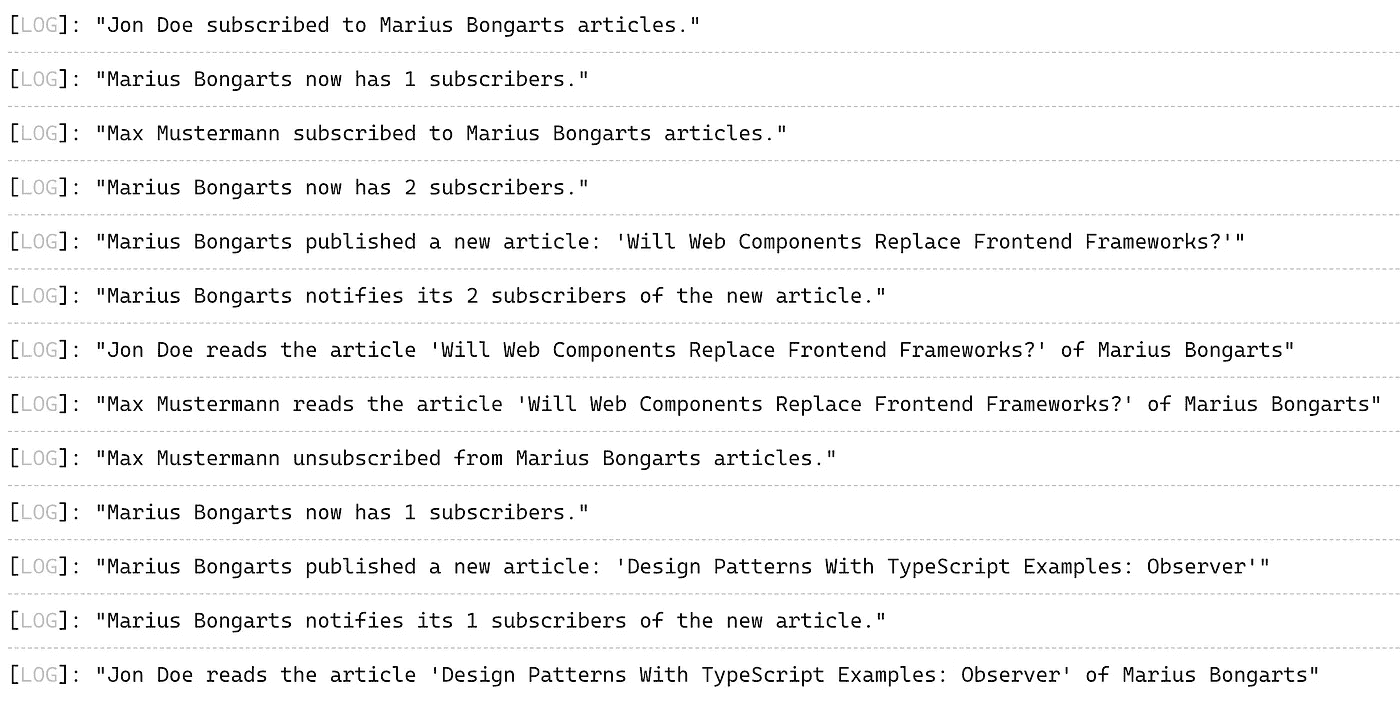 [LOG]: "Jon Doe subscribed to Marius Bongarts articles."
[LOG]: "Marius Bongarts now has 1 subscribers."
[LOG]: "Max Mustermann subscribed to Marius Bongarts articles."
[LOG]: "Marius Bongarts now has 2 subscribers."
[LOG]: "Marius Bongarts published a new article: 'Will Web Components Replace Frontend Frameworks?'"
[LOG]: "Marius Bongarts notifies its 2 subscribers of the new article."
[LOG]: "Jon Doe reads the article 'Will Web Components Replace Frontend Frameworks?' of Marius Bongarts"
[LOG]: "Max Mustermann reads the article 'Will Web Components Replace Frontend Frameworks?' of Marius Bongarts"
[LOG]: "Max Mustermann unsubscribed from Marius Bongarts articles."
[LOG]: "Marius Bongarts now has 1 subscribers."
[LOG]: "Marius Bongarts published a new article: 'Design Patterns With TypeScript Examples: Observer'"
[LOG]: "Marius Bongarts notifies its 1 subscribers of the new article."
[LOG]: "Jon Doe reads the article 'Design Patterns With TypeScript Examples: Observer' of Marius Bongarts"